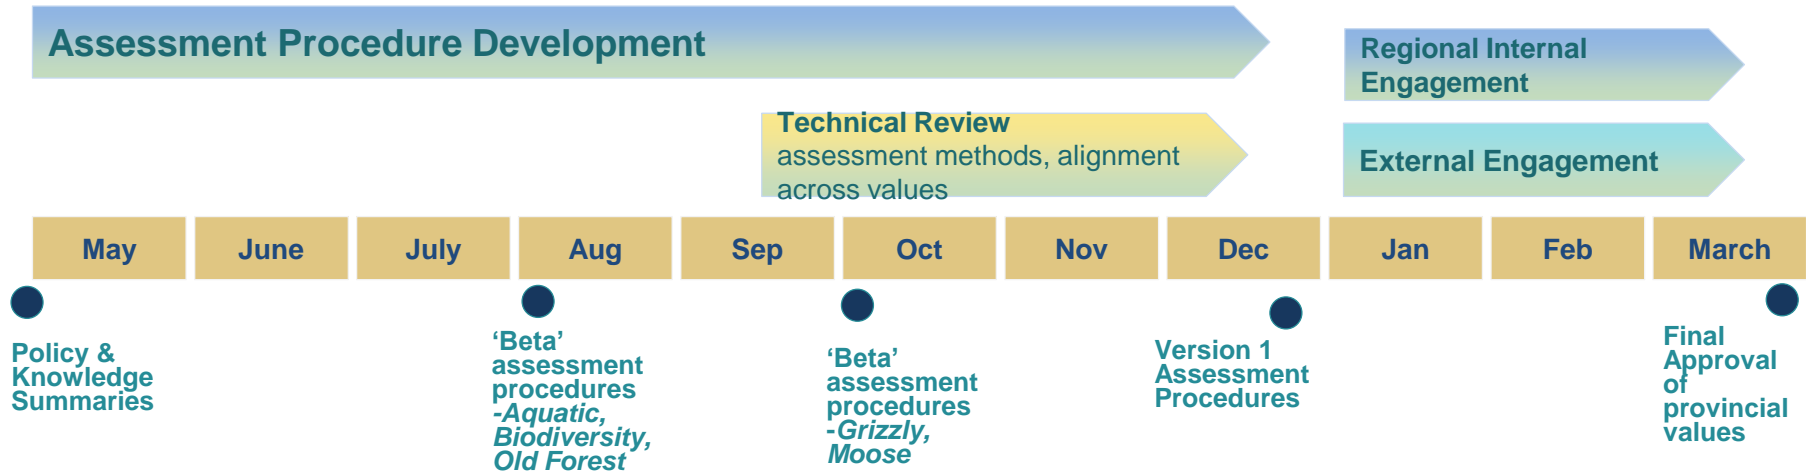 Assessment Procedure Development
Regional Internal
Engagement
Technical Review
assessment methods, alignment
across values
External Engagement
May
June
July
Aug
Sep
Oct
Nov
Dec
Jan
Feb
March
Policy &
Knowledge
Summaries
‘Beta’
assessment
procedures
-Aquatic,
Biodiversity,
Old Forest
‘Beta’
assessment
procedures
-Grizzly,
Moose
Version 1
Assessment
Procedures
Final
Approval
of
provincial
values